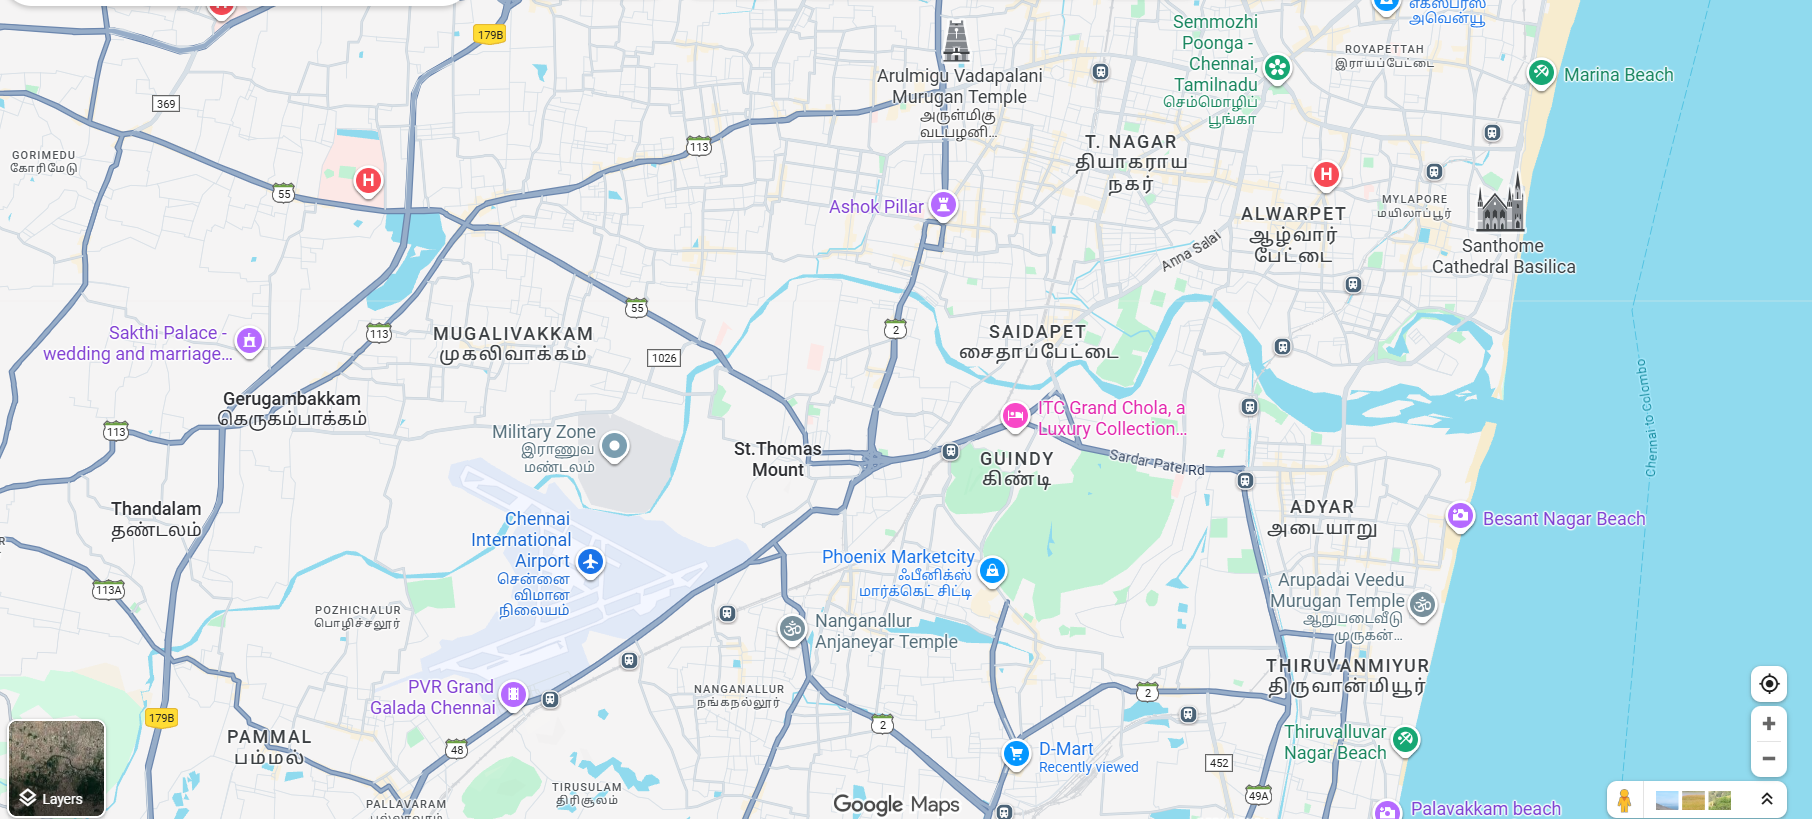 179B
369
GORIMEDU
கோரிமேடு
55
113
Arulmigu Vadapalani
Murugan Temple
அருள்மிகு
வடபழனி...
Semmozhi
Poonga -
Chennai,
Tamilnadu
செம்மொழிப்
பூங்கா
எக்ஸ்பிரஸ்
அவென்யூ
ROYAPETTAH
இராயப்பேட்டை
Marina Beach
T. NAGAR
தியாகராய
நகர்
Ashok Pillar
ALWARPET
ஆழ்வார்
பேட்டை
MYLAPORE
மயிலாப்பூர்
Santhome
Cathedral Basilica
Anna Salai
Sakthi Palace -
wedding and marriage...
113
MUGALIVAKKAM
முகலிவாக்கம்
55
1026
2
SAIDAPET
சைதாப்பேட்டை
Gerugambakkam
கெருகம்பாக்கம்
113
Military Zone
இராணுவ
மண்டலம்
St.Thomas
Mount
ITC Grand Chola, a
Luxury Collection...
GUINDY
கிண்டி
Sardar Patel Rd
Chennai to Colombo
Thandalam
தண்டலம்
Chennai
International
Airport
சென்னை
விமான
நிலையம்
ADYAR
அடையாறு
Besant Nagar Beach
Phoenix Marketcity
ஃபீனிக்ஸ்
மார்க்கெட் சிட்டி
Arupadai Veedu
Murugan Temple
ஆறுபடைவீடு
முருகன்...
113A
POZHICHALUR
பொழிச்சலூர்
Nanganallur
Anjaneyar Temple
THIRUVANMIYUR
திருவான்மியூர்
PVR Grand
Galada Chennai
NANGANALLUR
நங்கநல்லூர்
2
2
179B
PAMMAL
பம்மல்
48
D-Mart
Recently viewed
Thiruvalluvar
Nagar Beach
452
TIRUSULAM
திரிசூலம்
49A
PALLAVARAM
பல்லாவரம்
Layers
Google Maps
Palavakkam beach